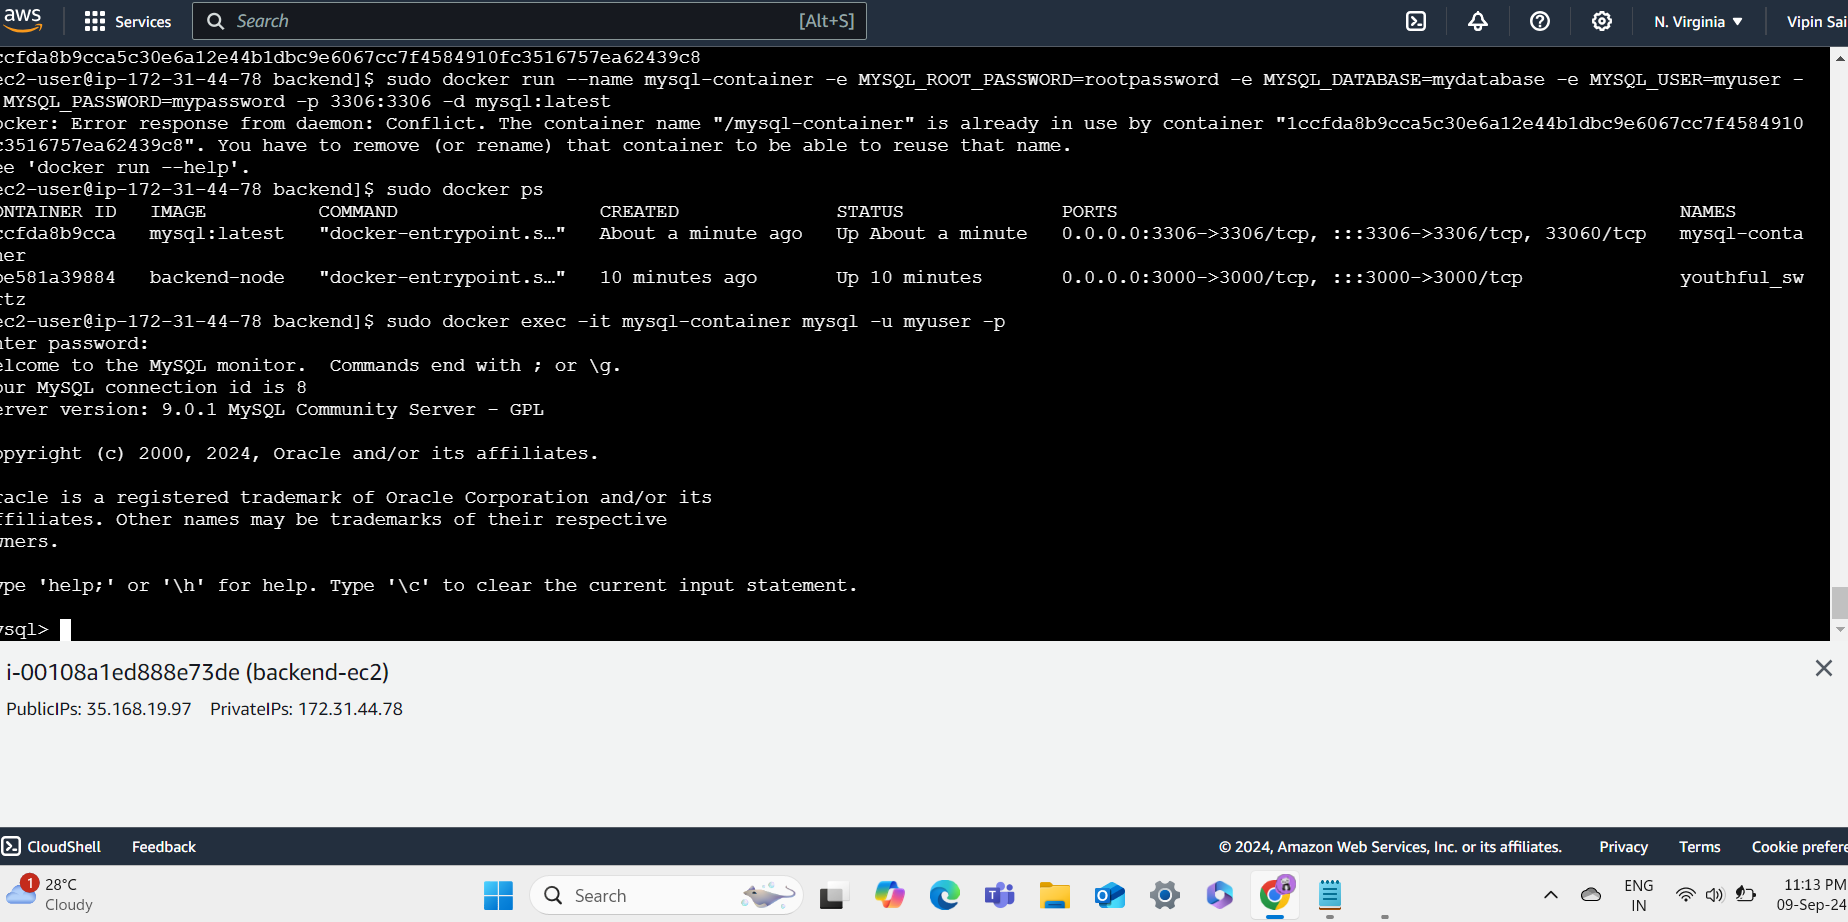 aws
Services
Search
[Alt+S]
N. Virginia
Vipin Sai
ccfda8b9cca5c30e6a12e44b1dbc9e6067cc7f4584910fc3516757ea62439c8
ec2-user@ip-172-31-44-78 backend]$ sudo docker run --name mysql-container -e MYSQL_ROOT_PASSWORD=rootpassword -e MYSQL_DATABASE=mydatabase -e MYSQL_USER=myuser -
MYSQL_PASSWORD=mypassword -p 3306:3306 -d mysql:latest
ocker: Error response from daemon: Conflict. The container name "/mysql-container" is already in use by container "1ccfda8b9cca5c30e6a12e44b1dbc9e6067cc7f4584910
c3516757ea62439c8". You have to remove (or rename) that container to be able to reuse that name.
ee 'docker run --help'.
ec2-user@ip-172-31-44-78 backend]$ sudo docker ps
ONTAINER ID IMAGE COMMAND CREATED STATUS PORTS NAMES
ccfda8b9cca mysql:latest "docker-entrypoint.s…" About a minute ago Up About a minute 0.0.0.0:3306->3306/tcp, :::3306->3306/tcp, 33060/tcp mysql-conta
ner
be581a39884 backend-node "docker-entrypoint.s…" 10 minutes ago Up 10 minutes 0.0.0.0:3000->3000/tcp, :::3000->3000/tcp youthful_sw
rtz
ec2-user@ip-172-31-44-78 backend]$ sudo docker exec -it mysql-container mysql -u myuser -p
nter password:
elcome to the MySQL monitor.  Commands end with ; or \g.
our MySQL connection id is 8
erver version: 9.0.1 MySQL Community Server - GPL
opyright (c) 2000, 2024, Oracle and/or its affiliates.
racle is a registered trademark of Oracle Corporation and/or its
ffiliates. Other names may be trademarks of their respective
wners.
ype 'help;' or '\h' for help. Type '\c' to clear the current input statement.
ysql>
i-00108a1ed888e73de (backend-ec2)
PublicIPs: 35.168.19.97 PrivateIPs: 172.31.44.78
CloudShell
Feedback
© 2024, Amazon Web Services, Inc. or its affiliates.
Privacy
Terms
Cookie prefere
1
28°C
Cloudy
Search
ENG
IN
11:13 PM
09-Sep-24